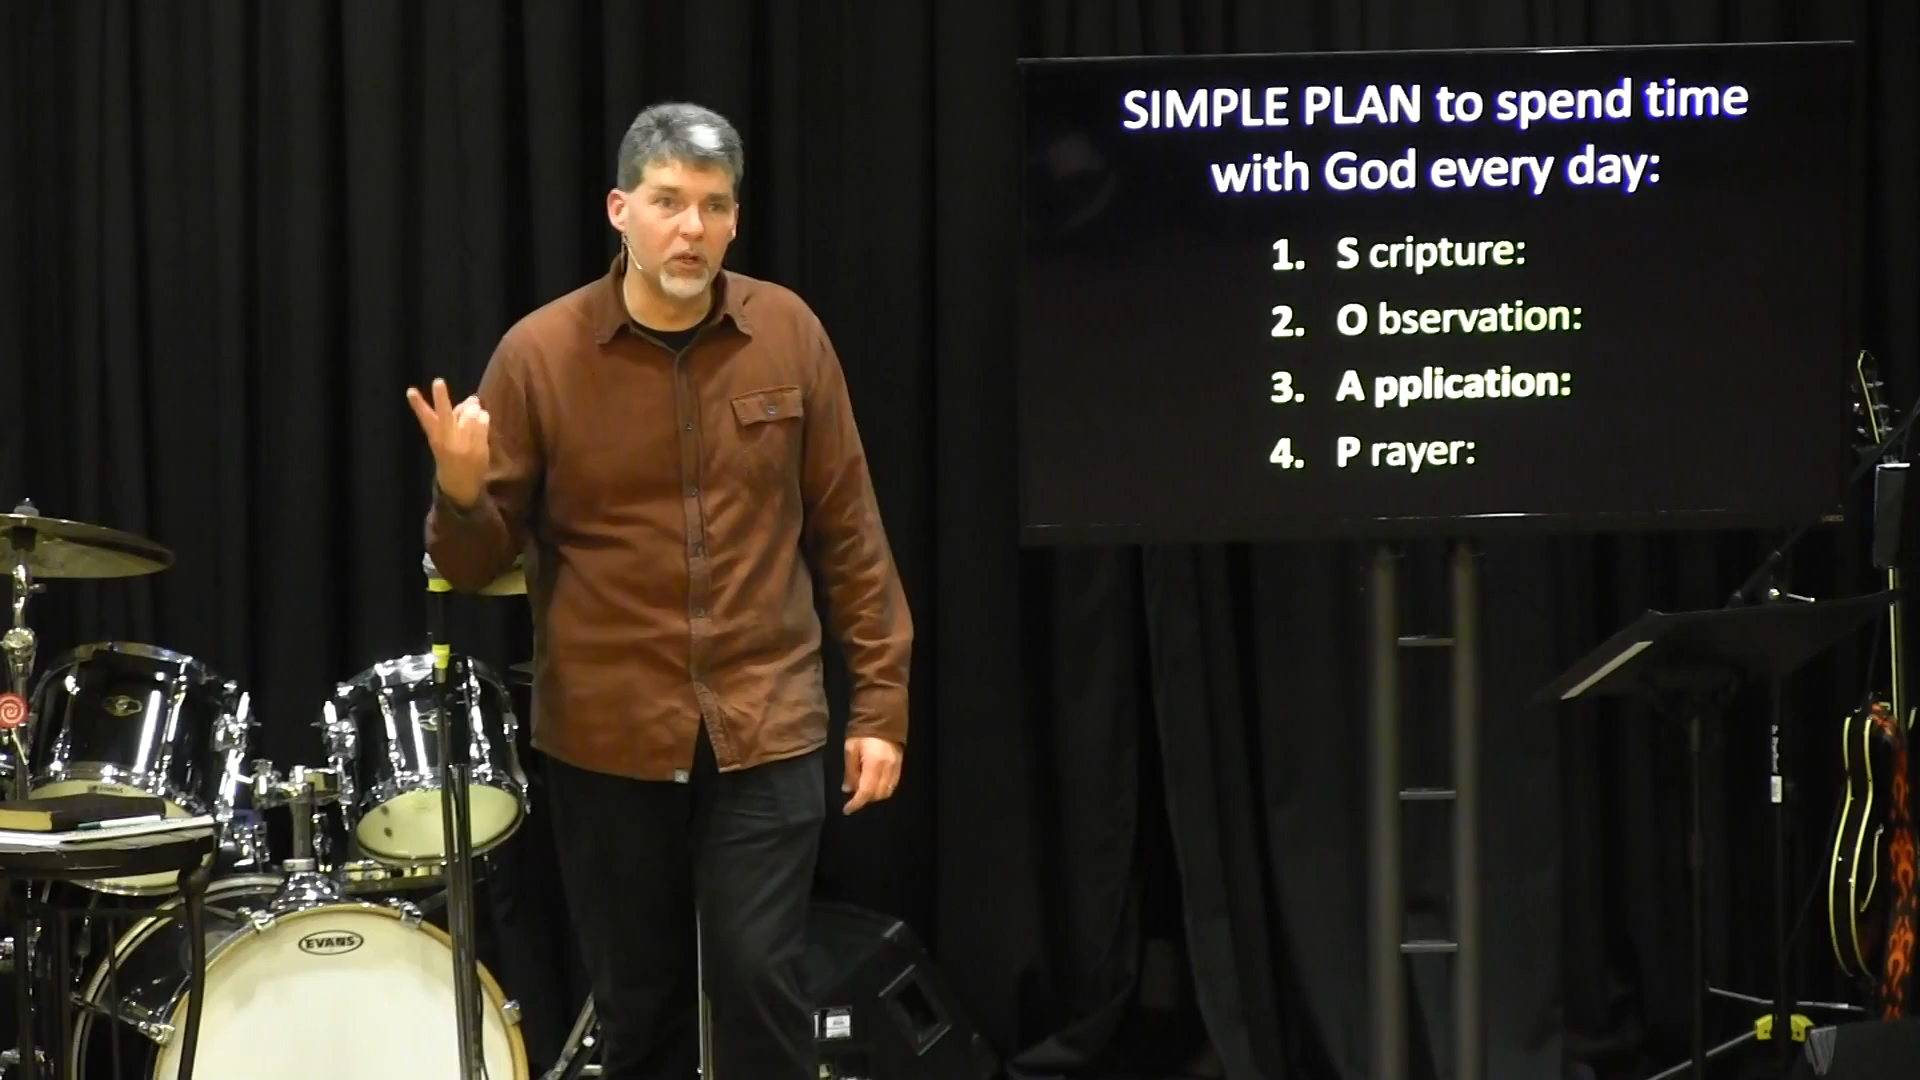 SIMPLE PLAN to spend time
with God every day:
1. S cripture:
2. O bservation:
3. A pplication:
4. P rayer:
EVANS